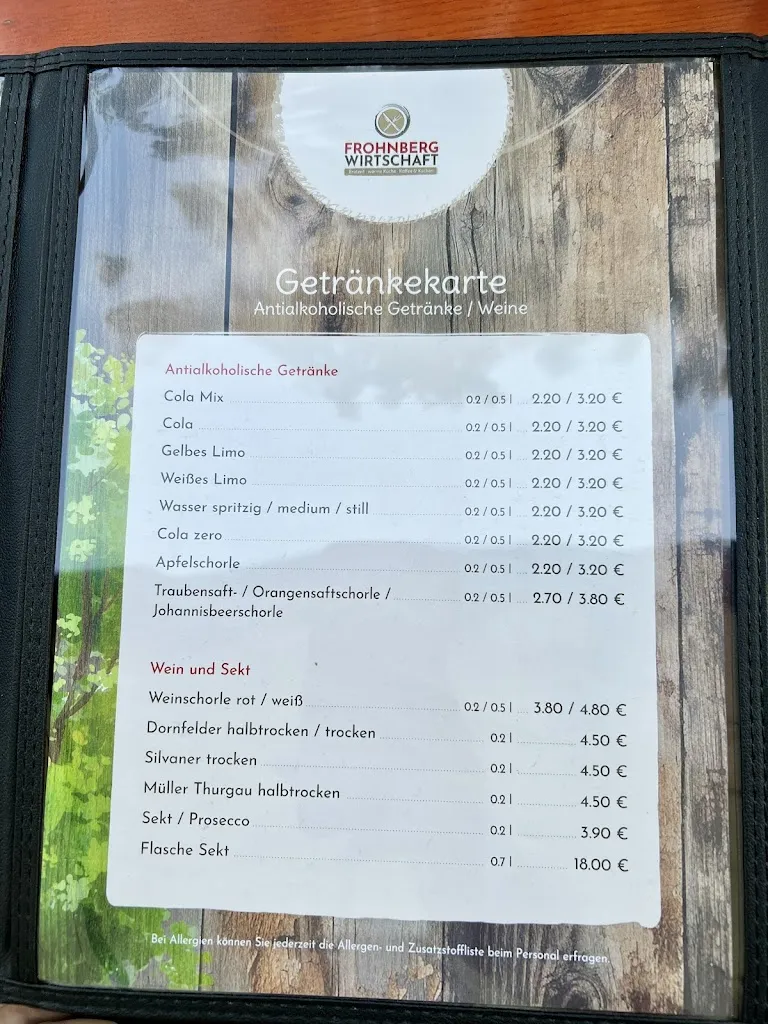 FROHNBERG
WIRTSCHAFT
Getränkekarte
Antialkoholische Getränke / Weine
Antialkoholische Getränke
Cola Mix 0.2 / 0.5 l 2.20 / 3.20 €
Cola 0.2 / 0.5 l 2.20 / 3.20 €
Gelbes Limo 0.2 / 0.5 l 2.20 / 3.20 €
Weißes Limo 0.2 / 0.5 l 2.20 / 3.20 €
Wasser spritzig / medium / still 0.2 / 0.5 l 2.20 / 3.20 €
Cola zero 0.2 / 0.5 l 2.20 / 3.20 €
Apfelschorle 0.2 / 0.5 l 2.20 / 3.20 €
Traubensaft- / Orangensaftschorle / 0.2 / 0.5 l 2.70 / 3.80 €
Johannisbeerschorle
Wein und Sekt
Weinschorle rot / weiß 0.2 / 0.5 l 3.80 / 4.80 €
Dornfelder halbtrocken / trocken 0.2 l 4.50 €
Silvaner trocken 0.2 l 4.50 €
Müller Thurgau halbtrocken 0.2 l 4.50 €
Sekt / Prosecco 0.2 l 3.90 €
Flasche Sekt 0.7 l 18.00 €
Bei Allergien können Sie jederzeit die Allergen- und Zusatzstoffliste beim Personal erfragen.